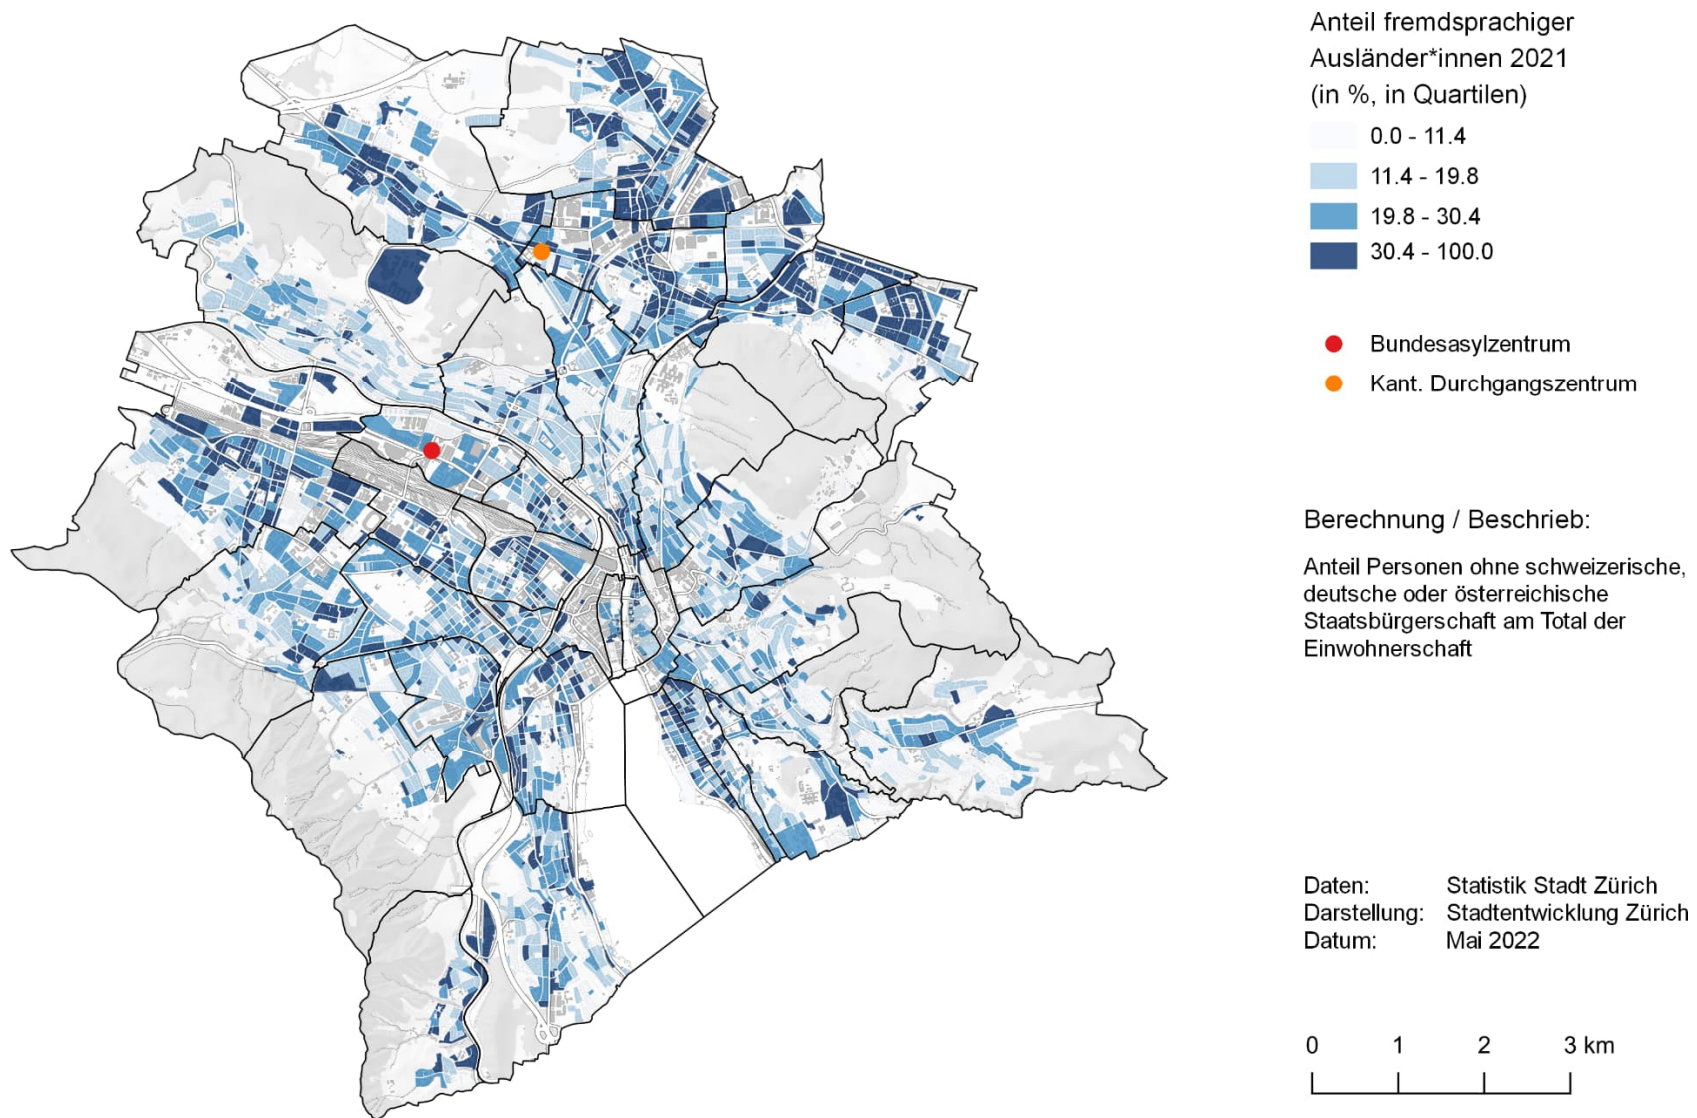 Anteil fremdsprachiger
Ausländer*innen 2021
(in %, in Quartilen)
0.0 - 11.4
11.4 - 19.8
19.8 - 30.4
30.4 - 100.0
Bundesasylzentrum
Kant. Durchgangszentrum
Berechnung / Beschrieb:
Anteil Personen ohne schweizerische,
deutsche oder österreichische
Staatsbürgerschaft am Total der
Einwohnerschaft
Daten: Statistik Stadt Zürich
Darstellung: Stadtentwicklung Zürich
Datum: Mai 2022
0 1 2 3 km